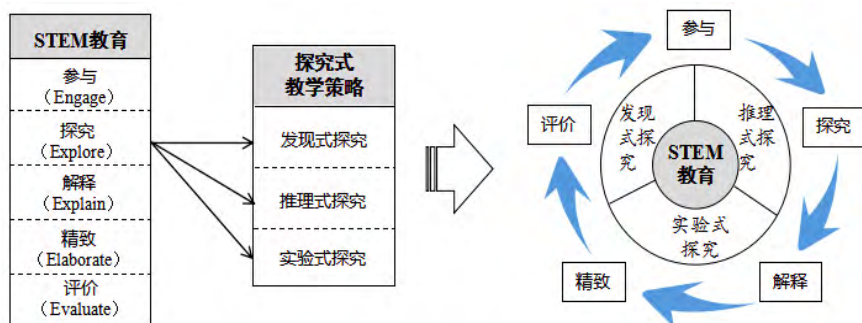 STEM教育
参与
（Engage）
探究
（Explore）
解释
（Explain）
精致
（Elaborate）
评价
（Evaluate）
探究式
教学策略
发现式探究
推理式探究
实验式探究
参与
探究
解释
精致
评价
发现
式探
究
推理
式探
究
实验式
探究
STEM
教育